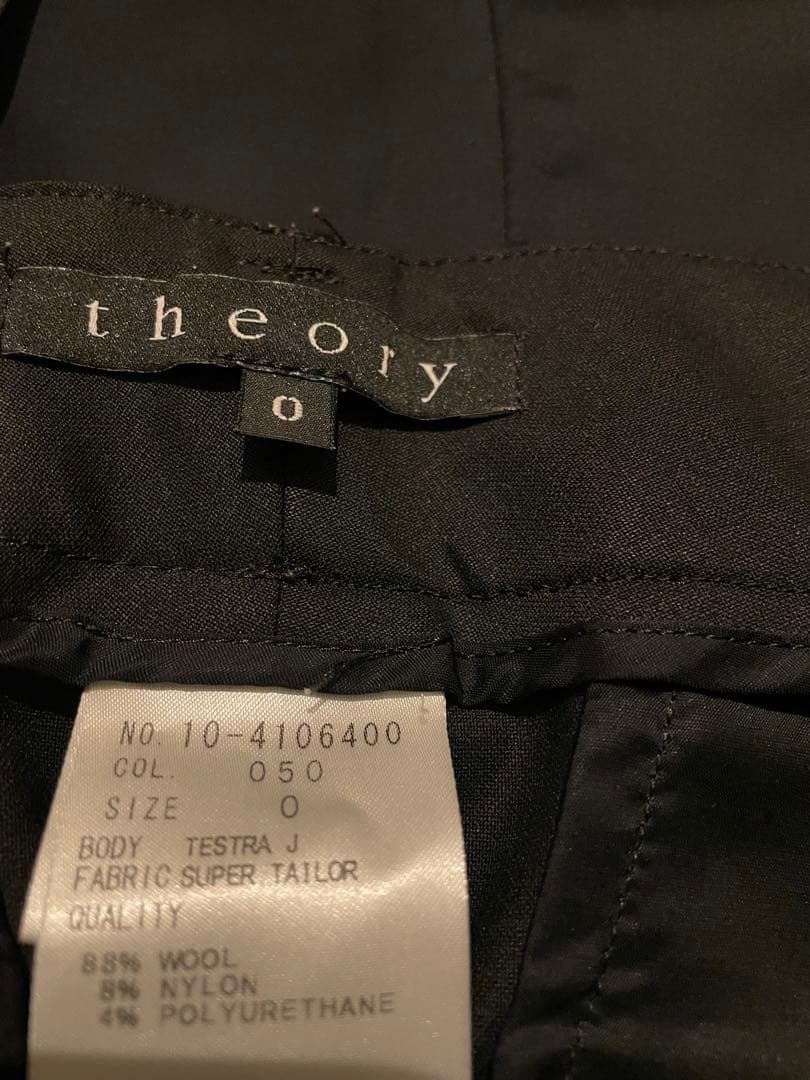 theory
0
NO. 10-4106400
COL. 050
SIZE 0
BODY TESTRA J
FABRIC SUPER TAILOR
QUALITY
88% WOOL
8% NYLON
4% POLYURETHANE